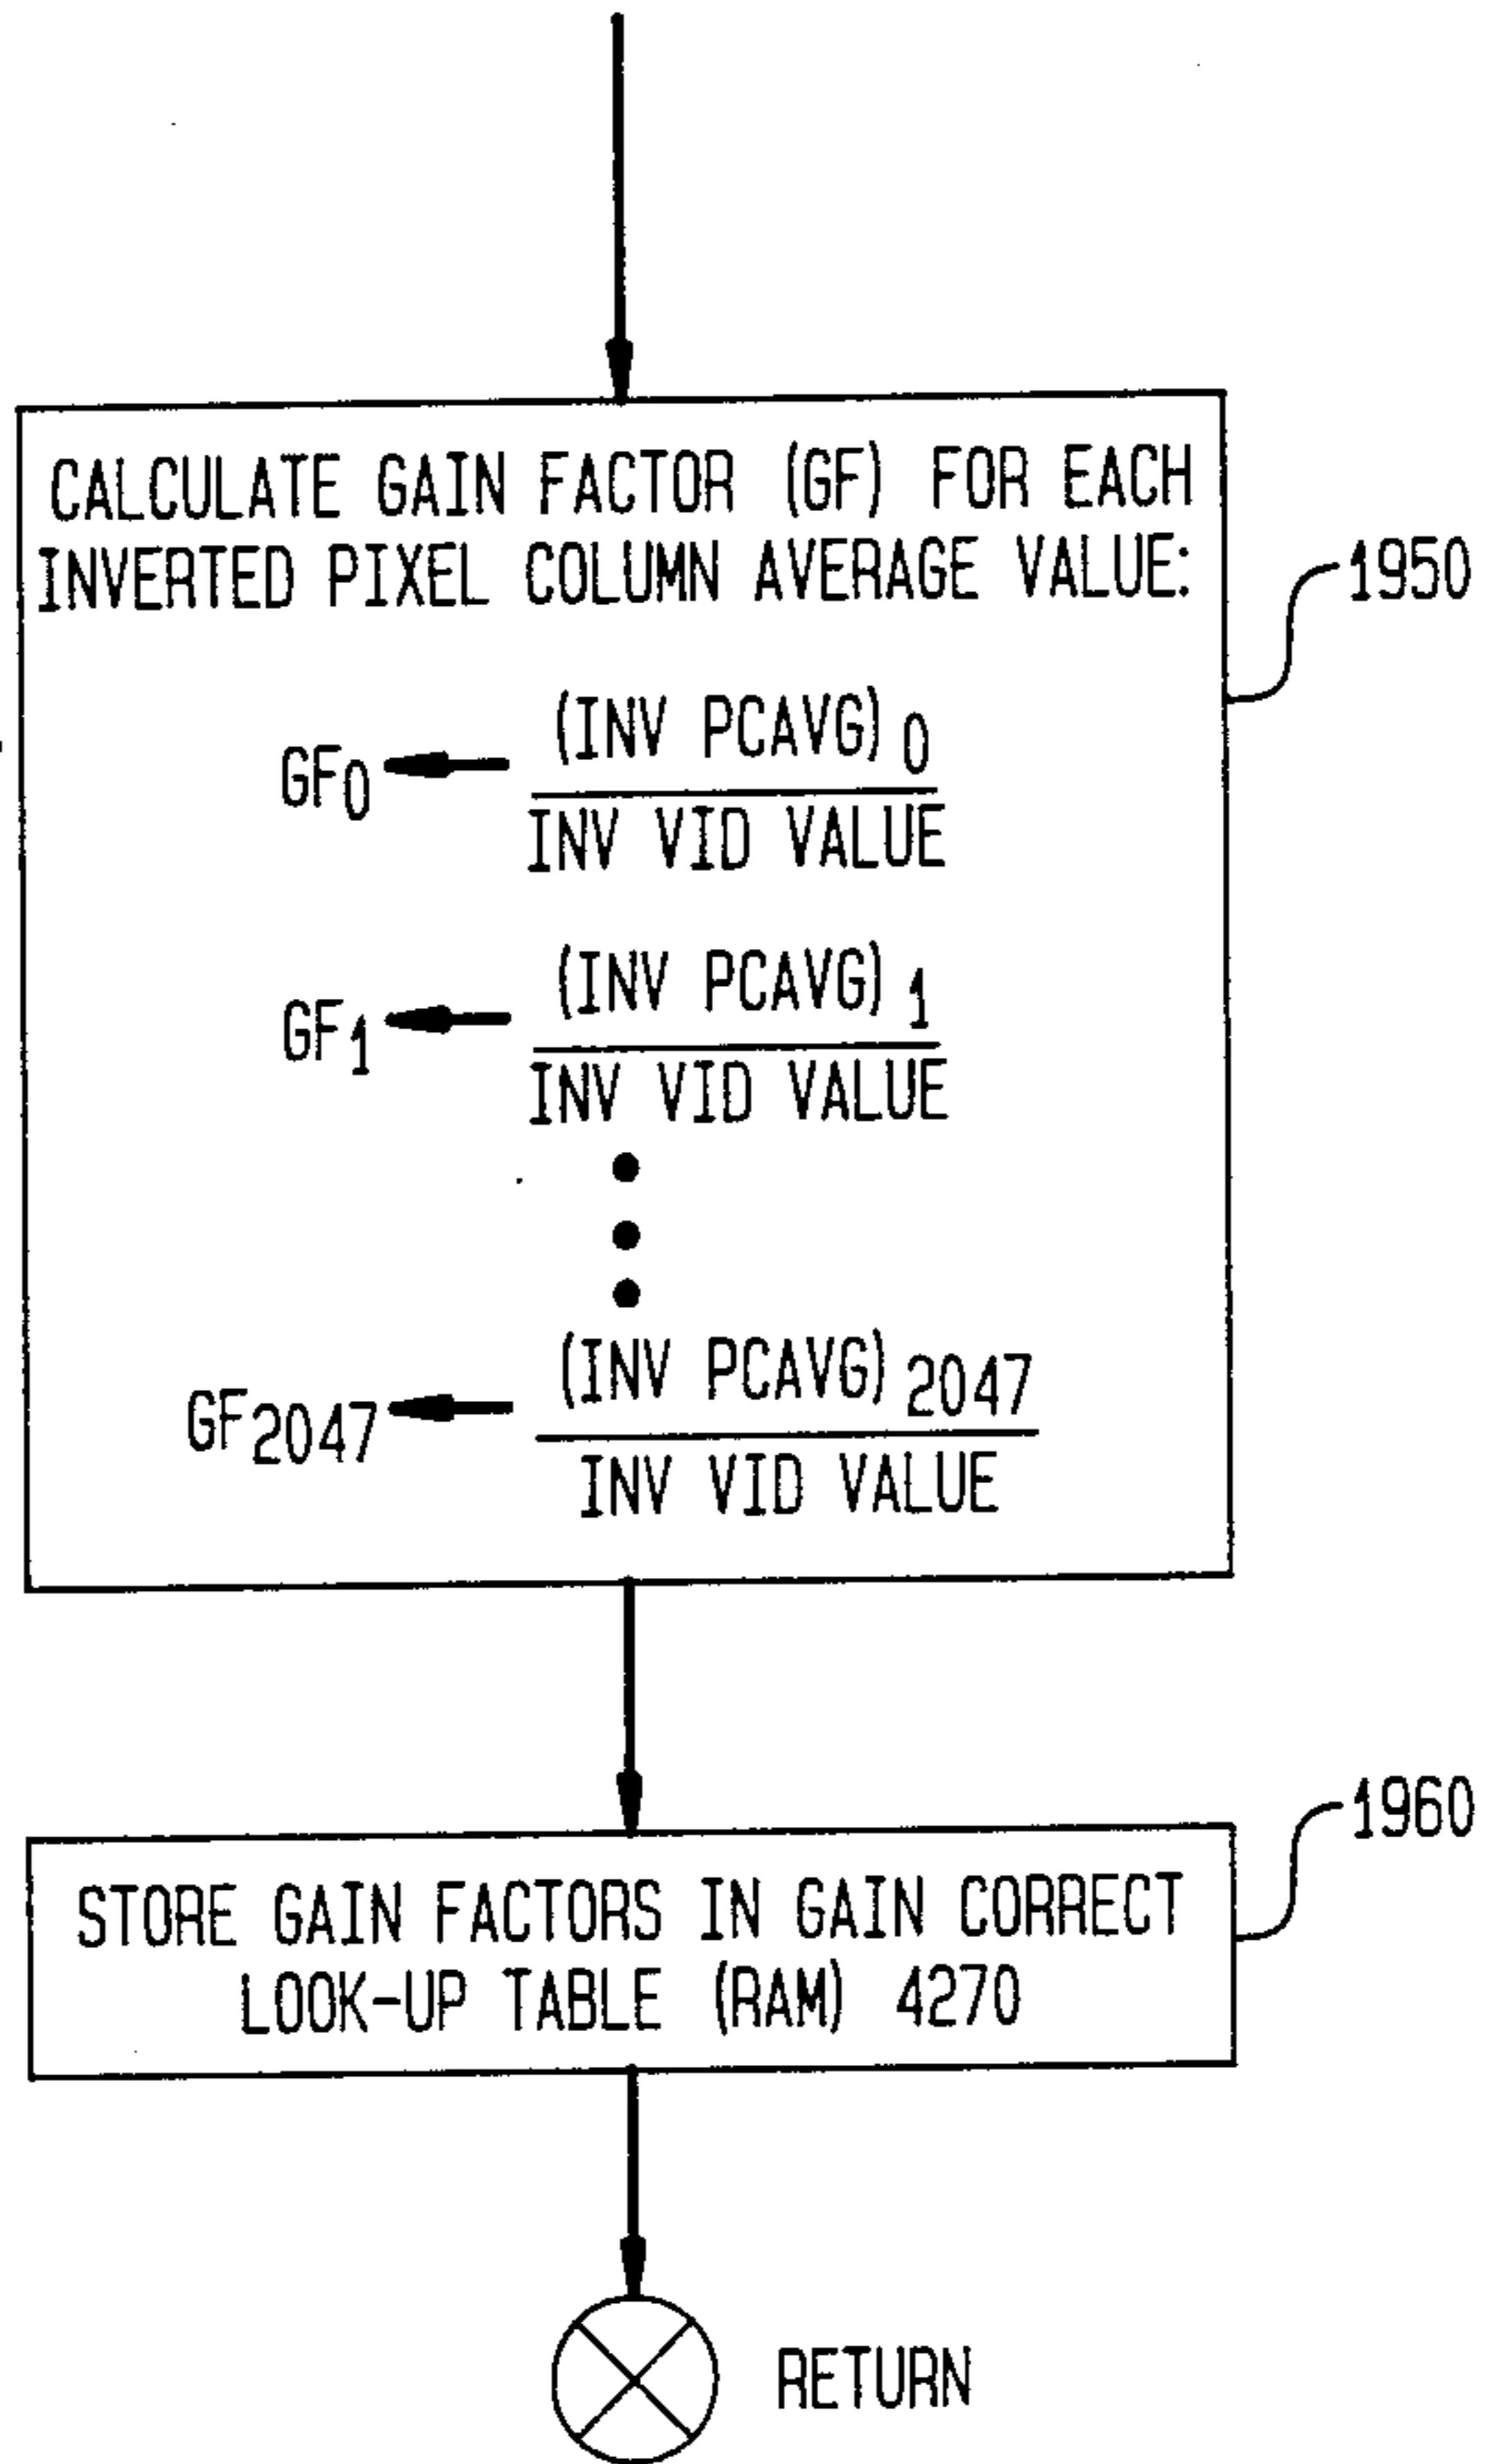 CALCULATE GAIN FACTOR (GF) FOR EACH
INVERTED PIXEL COLUMN AVERAGE VALUE:
1950
GF0 (INV PCAVG)0
INV VID VALUE
GF1 (INV PCAVG)1
INV VID VALUE
GF2047 (INV PCAVG)2047
INV VID VALUE
1960
STORE GAIN FACTORS IN GAIN CORRECT
LOOK-UP TABLE (RAM) 4270
RETURN